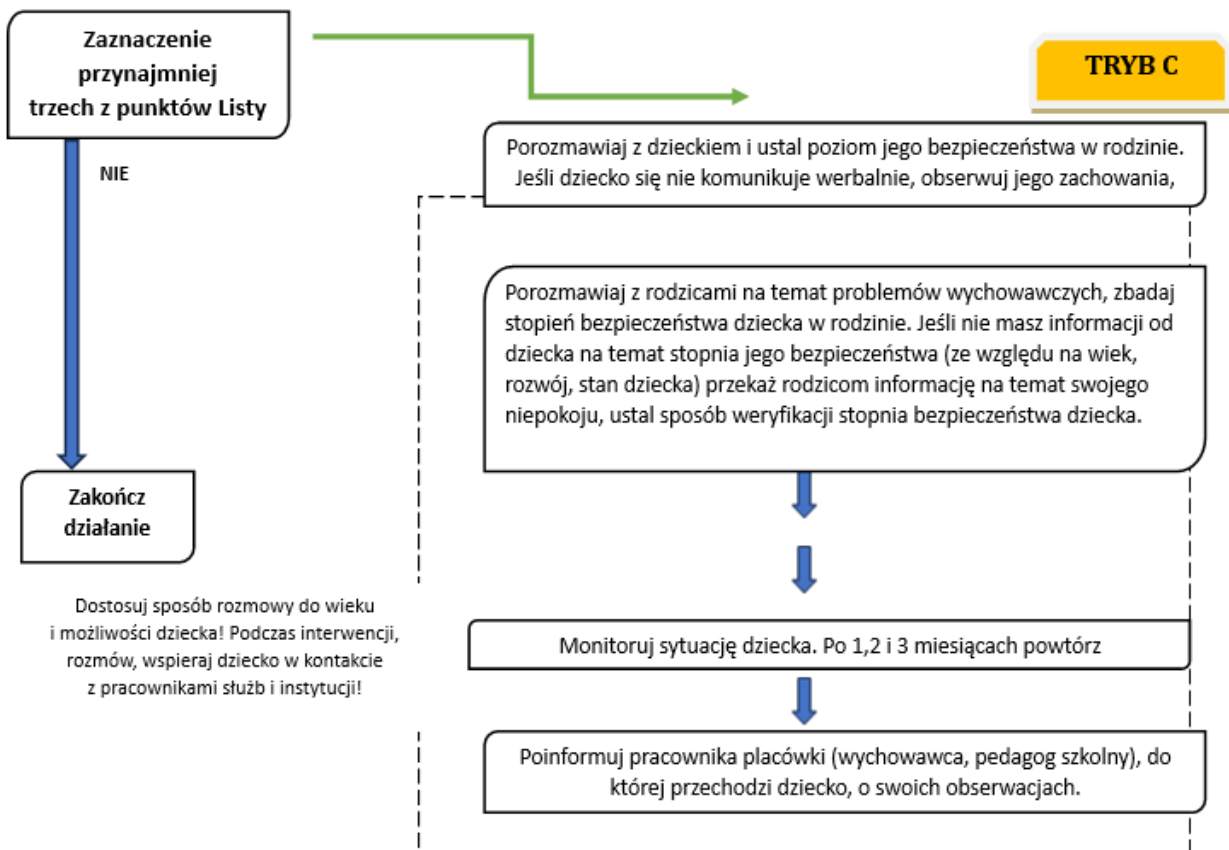 Zaznaczenie
przynajmniej
trzech z punktów Listy
TRYB C
NIE
Porozmawiaj z dzieckiem i ustal poziom jego bezpieczeństwa w rodzinie.
Jeśli dziecko się nie komunikuje werbalnie, obserwuj jego zachowania,
Porozmawiaj z rodzicami na temat problemów wychowawczych, zbadaj
stopień bezpieczeństwa dziecka w rodzinie. Jeśli nie masz informacji od
dziecka na temat stopnia jego bezpieczeństwa (ze względu na wiek,
rozwój, stan dziecka) przekaż rodzicom informację na temat swojego
niepokoju, ustal sposób weryfikacji stopnia bezpieczeństwa dziecka.
Zakończ
działanie
Dostosuj sposób rozmowy do wieku
i możliwości dziecka! Podczas interwencji,
rozmów, wspieraj dziecko w kontakcie
z pracownikami służb i instytucji!
Monitoruj sytuację dziecka. Po 1,2 i 3 miesiącach powtórz
Poinformuj pracownika placówki (wychowawca, pedagog szkolny), do
której przechodzi dziecko, o swoich obserwacjach.